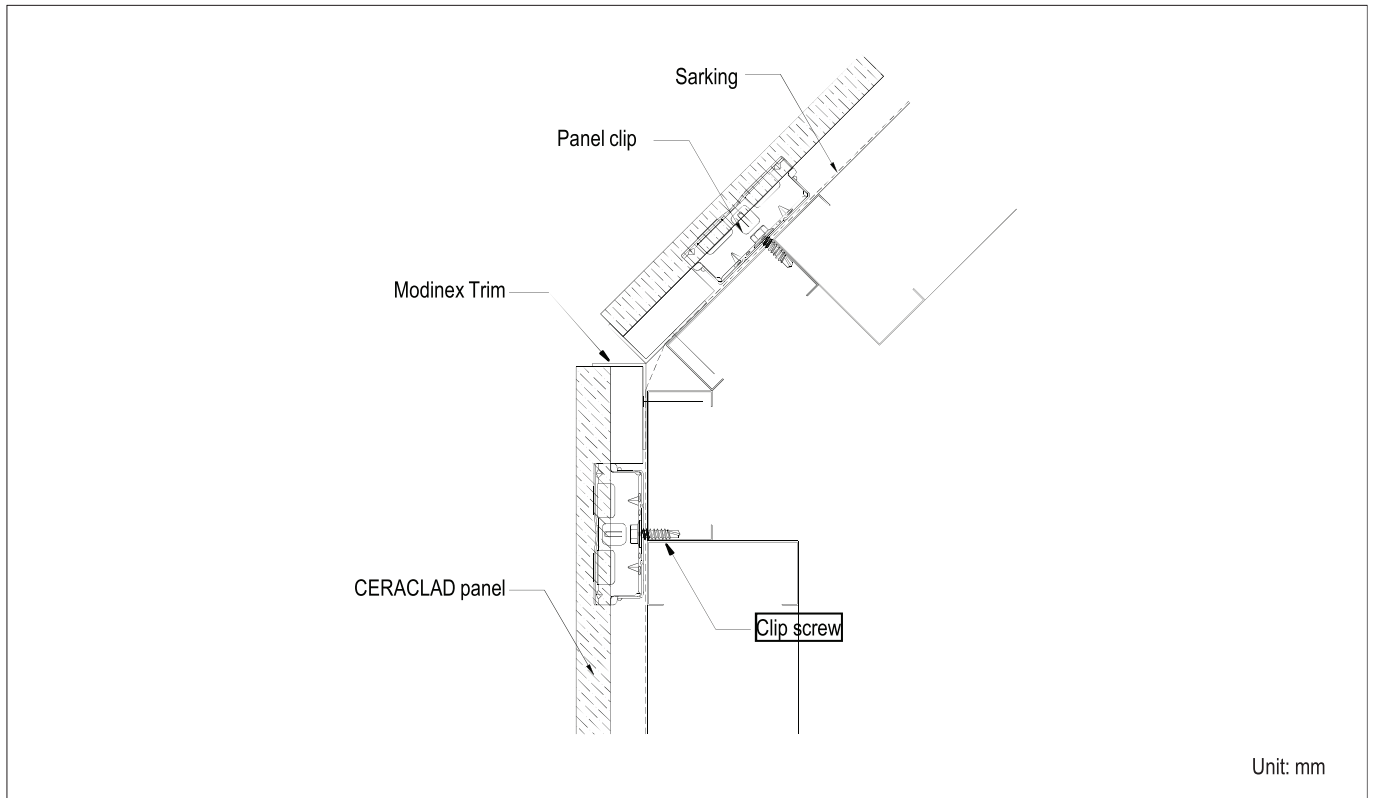 Sarking
Panel clip
Modinex Trim
CERACLAD panel
Clip screw
Unit: mm